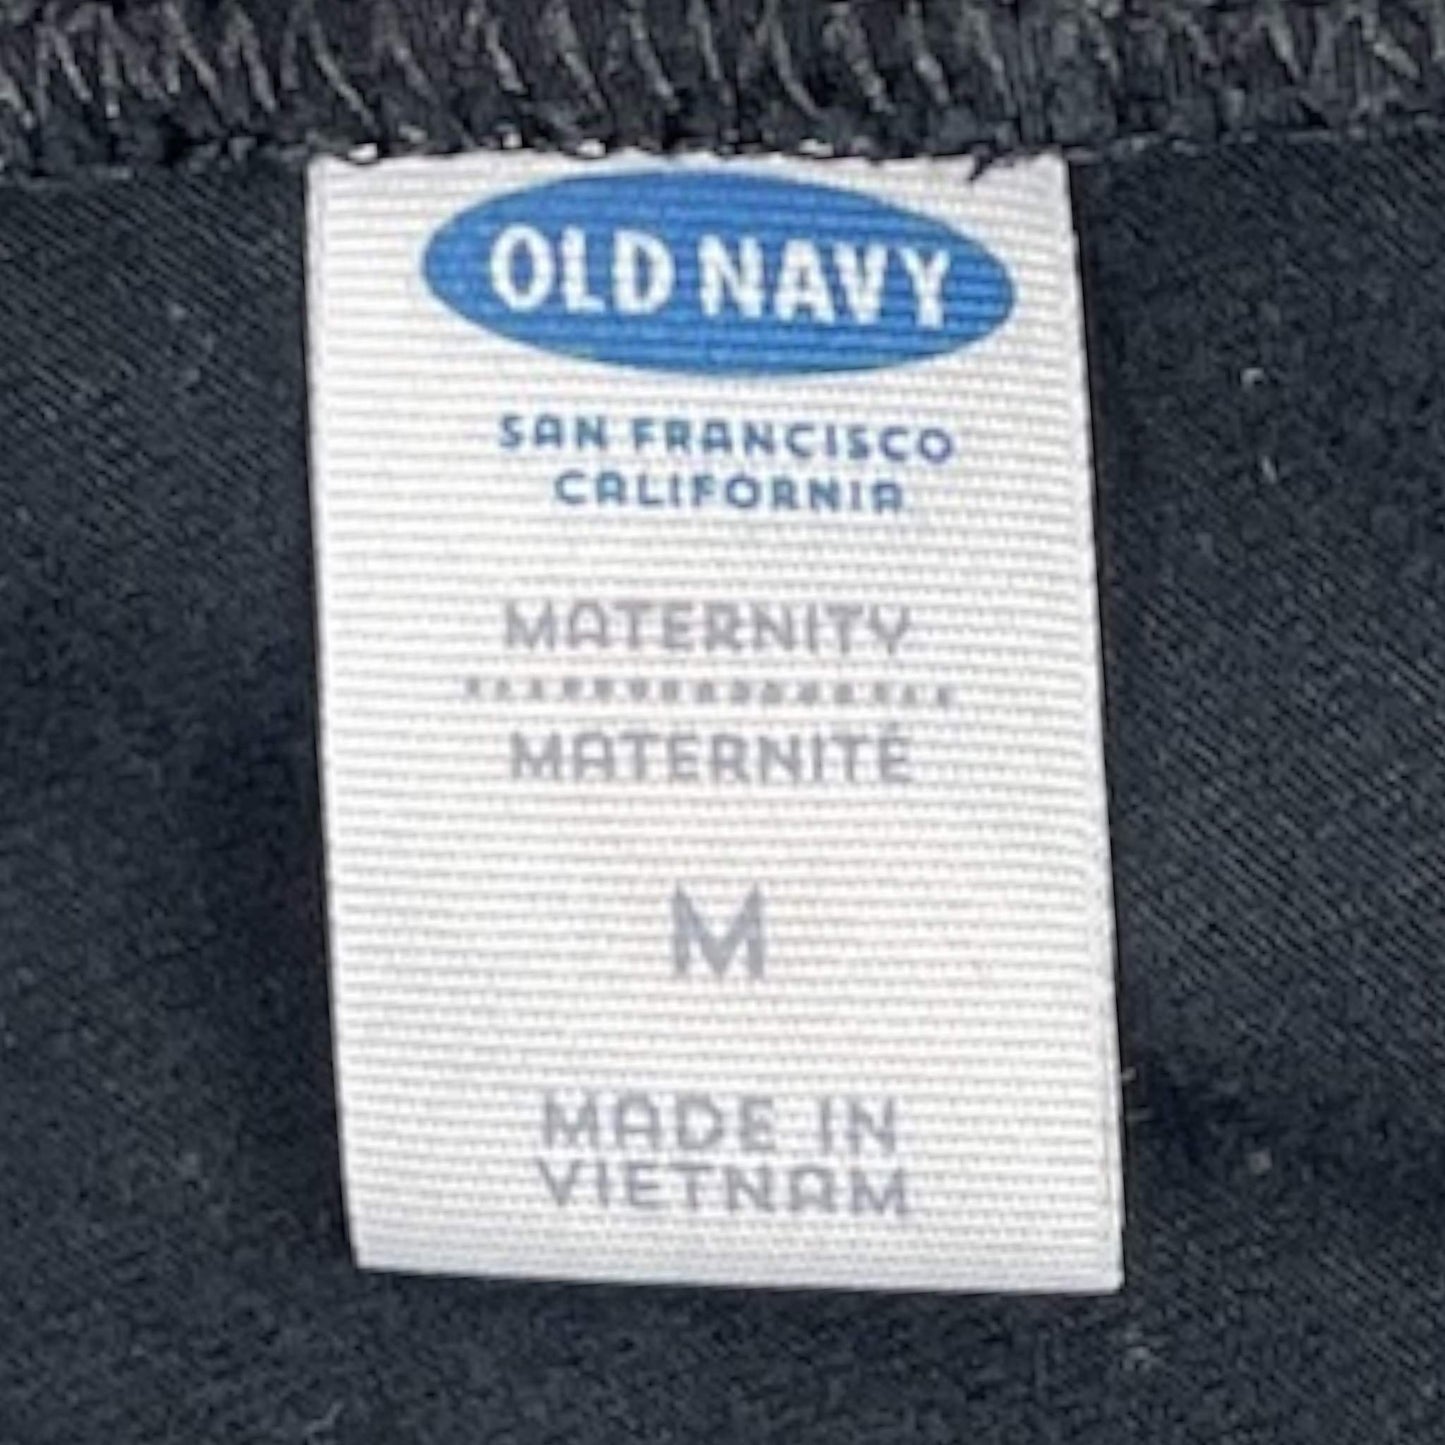 OLD NAVY
SAN FRANCISCO
CALIFORNIA
MATERNITY
MATERNITÉ
M
MADE IN
VIETNAM